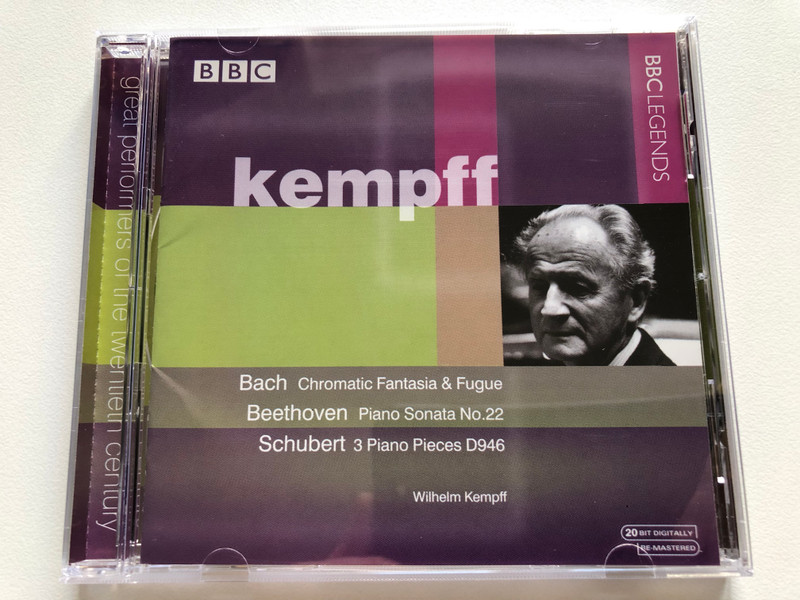 BBC
BBC LEGENDS
great performers of the twentieth century
kempff
Bach Chromatic Fantasia & Fugue
Beethoven Piano Sonata No.22
Schubert 3 Piano Pieces D946
Wilhelm Kempff
20 BIT DIGITALLY
RE-MASTERED